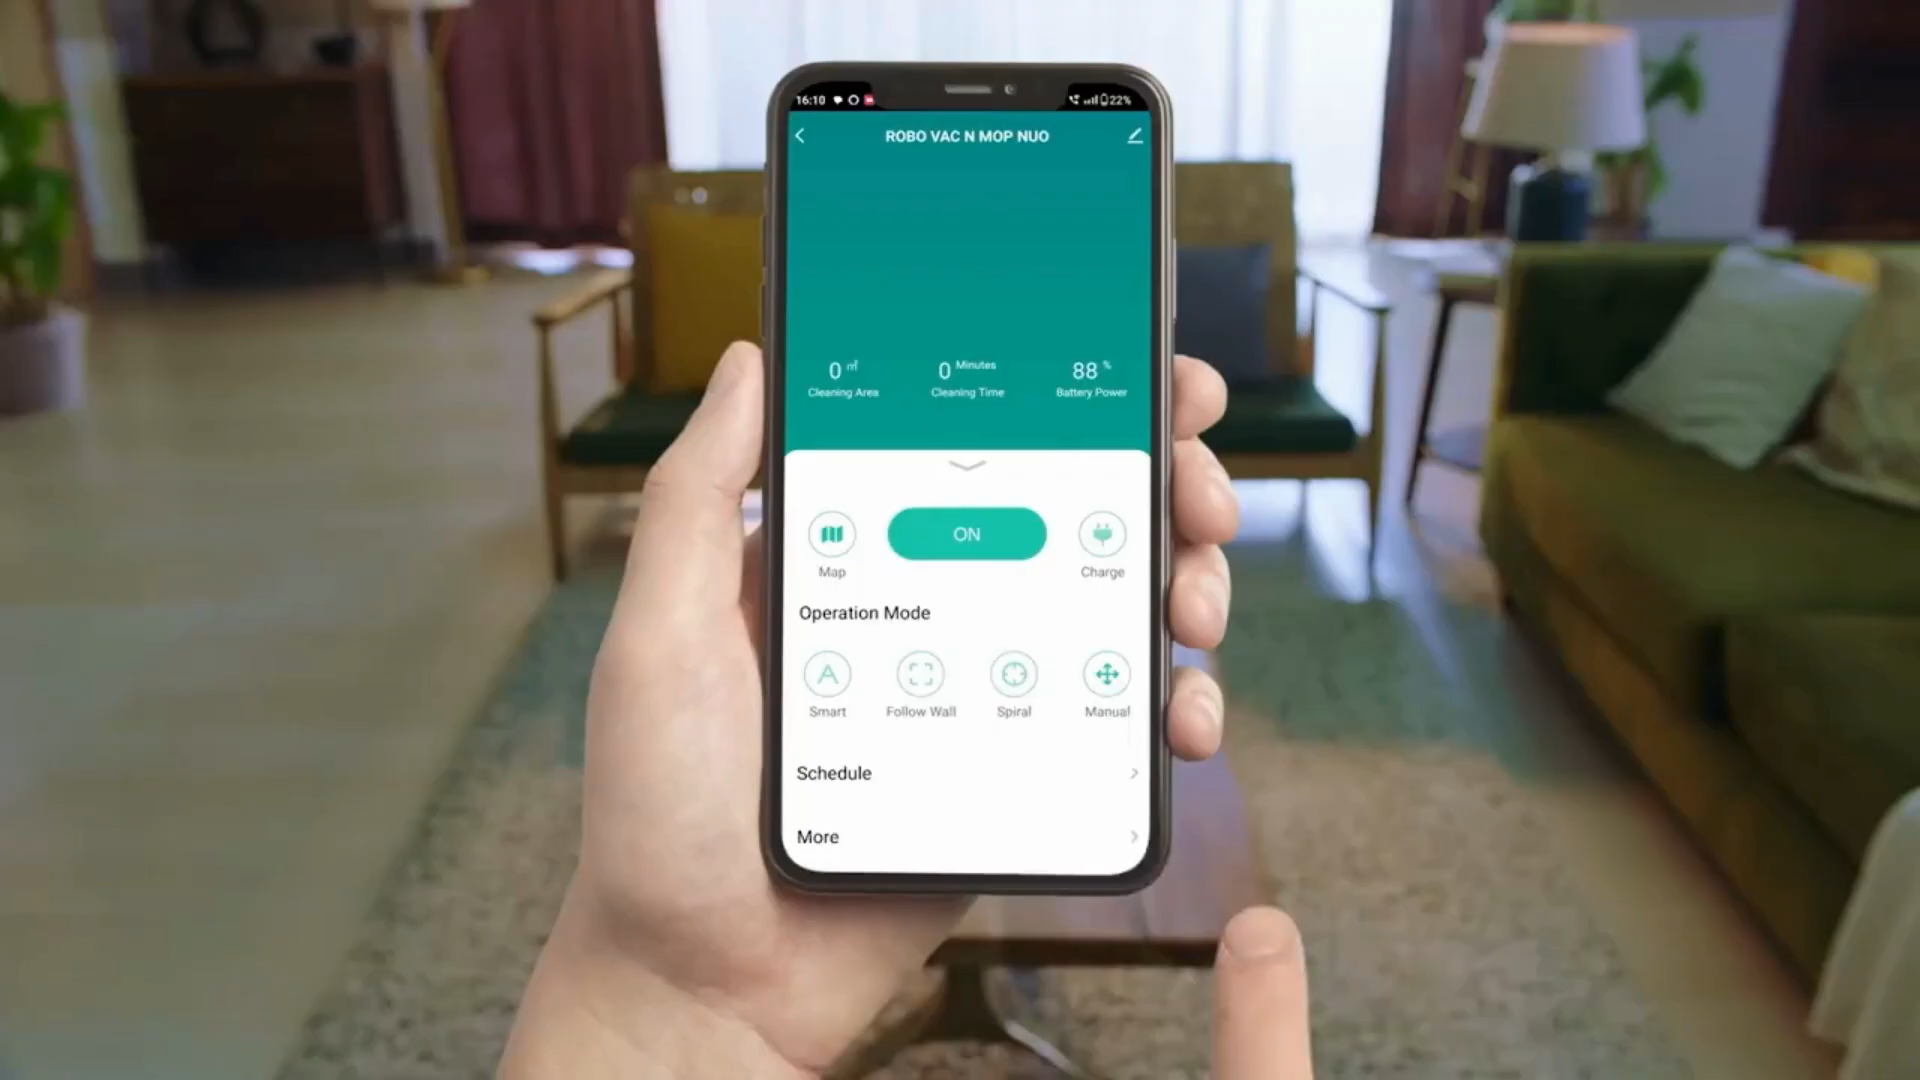 16:10 22%
ROBO VAC N MOP NUO
0 ㎡ 0 Minutes 88 %
Cleaning Area Cleaning Time Battery Power
ON
Map Charge
Operation Mode
Smart Follow Wall Spiral Manual
Schedule
More